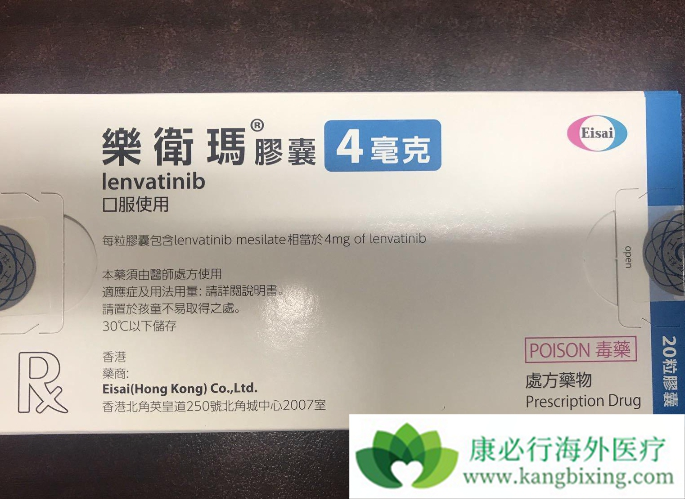 樂衛瑪®膠囊 4毫克
Eisai
lenvatinib
口服使用
每粒膠囊包含lenvatinib mesilate相當於4mg of lenvatinib
open
本藥須由醫師處方使用
適應症及用法用量: 請詳閱說明書。
請置於孩童不易取得之處。
30℃以下儲存
Rx
香港
藥商:
Eisai(Hong Kong) Co.,Ltd.
香港北角英皇道250號北角城中心2007室
POISON 毒藥
處方藥物
Prescription Drug
20粒膠囊
康必行海外医疗
www.kangbixing.com